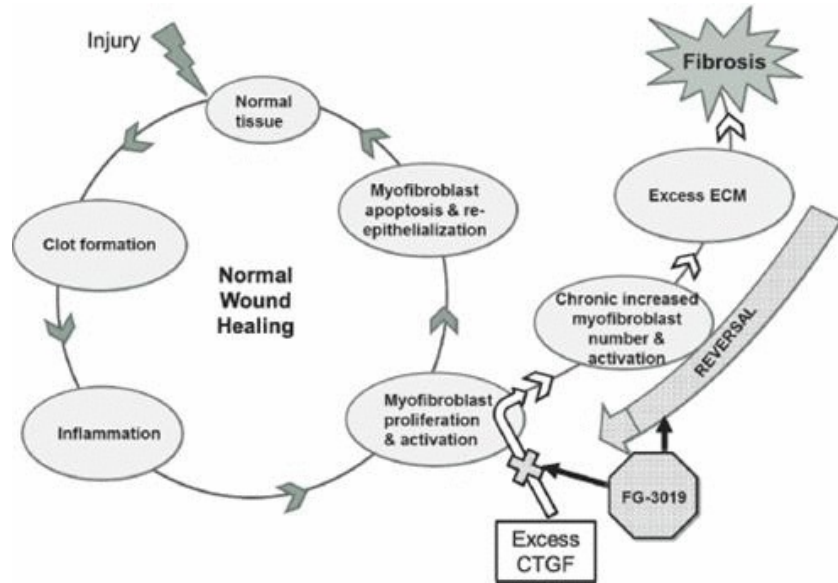 Injury
Normal
tissue
Clot formation
Inflammation
Normal
Wound
Healing
Myofibroblast
apoptosis & re-
epithelialization
Myofibroblast
proliferation
& activation
Excess
CTGF
FG-3019
REVERSAL
Chronic increased
myofibroblast
number &
activation
Excess ECM
Fibrosis